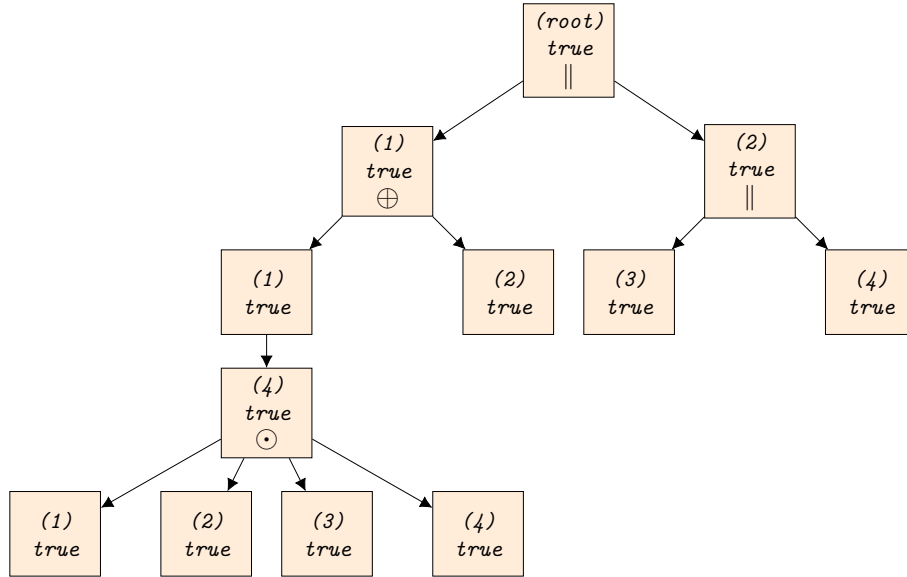 (root)
true
||
(1)
true
⊕
(2)
true
||
(1)
true
(2)
true
(3)
true
(4)
true
(4)
true
⊙
(1)
true
(2)
true
(3)
true
(4)
true